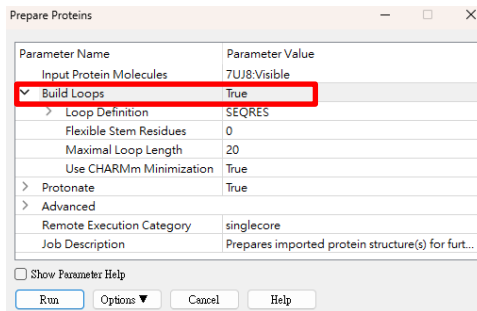 Prepare Proteins
Parameter Name Parameter Value
Input Protein Molecules 7UJ8:Visible
Build Loops True
Loop Definition SEQRES
Flexible Stem Residues 0
Maximal Loop Length 20
Use CHARMm Minimization True
Protonate True
Advanced
Remote Execution Category singlecore
Job Description Prepares imported protein structure(s) for furt...
Show Parameter Help
Run Options ▼ Cancel Help